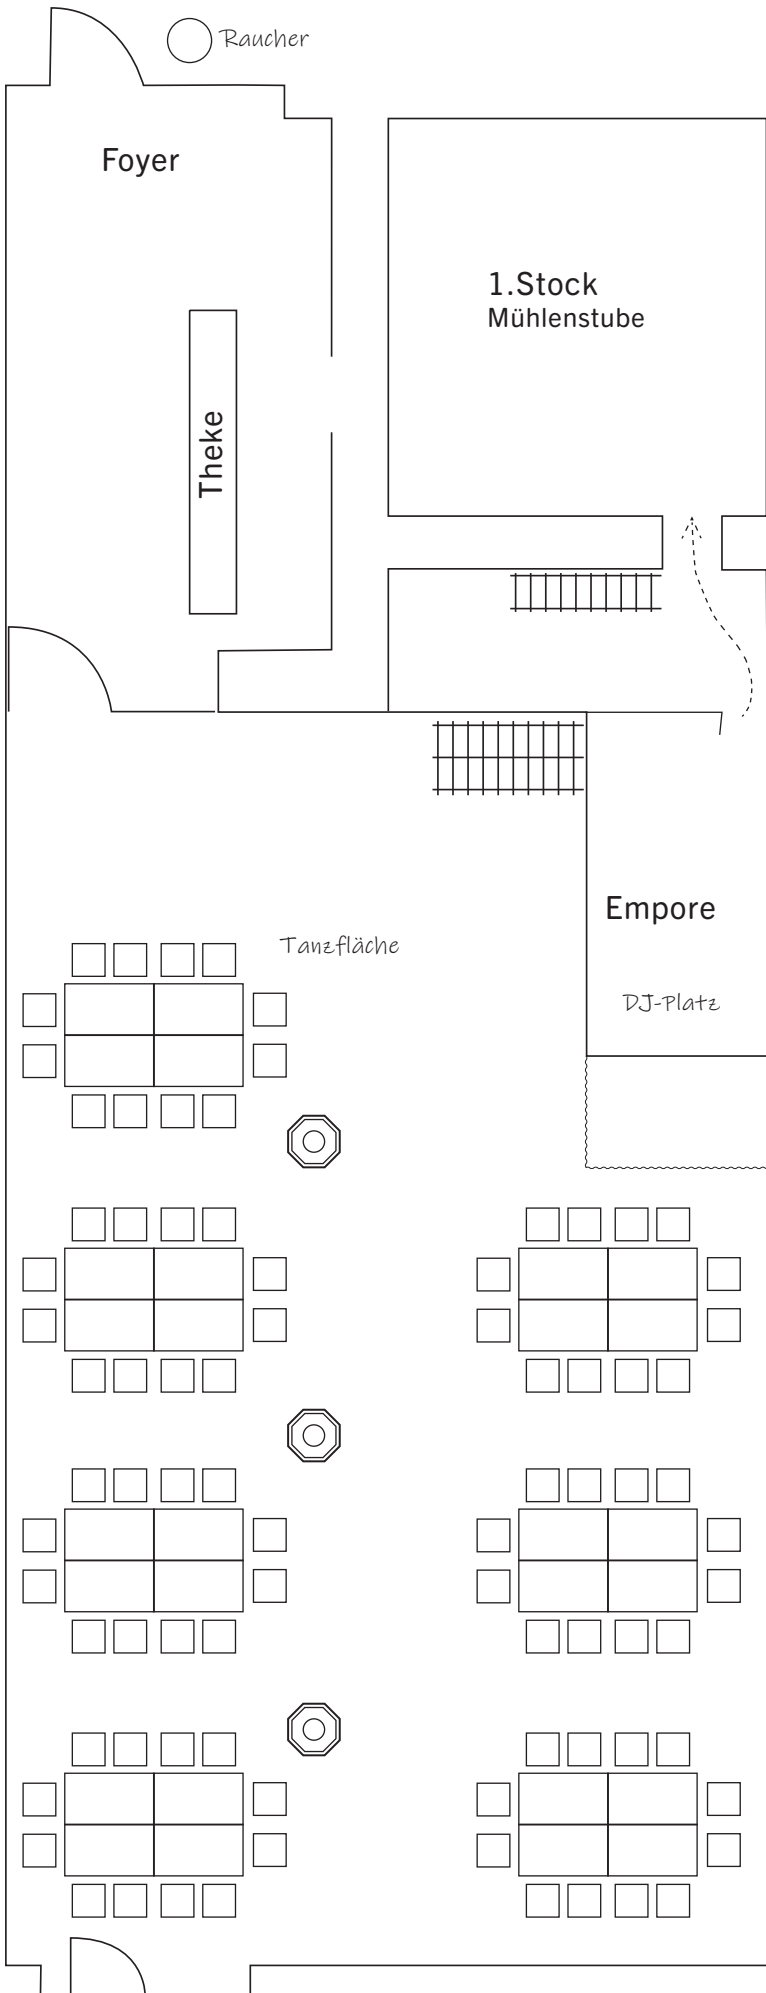 Raucher
Foyer
1.Stock
Mühlenstube
Theke
Empore
Tanzfläche
DJ-Platz